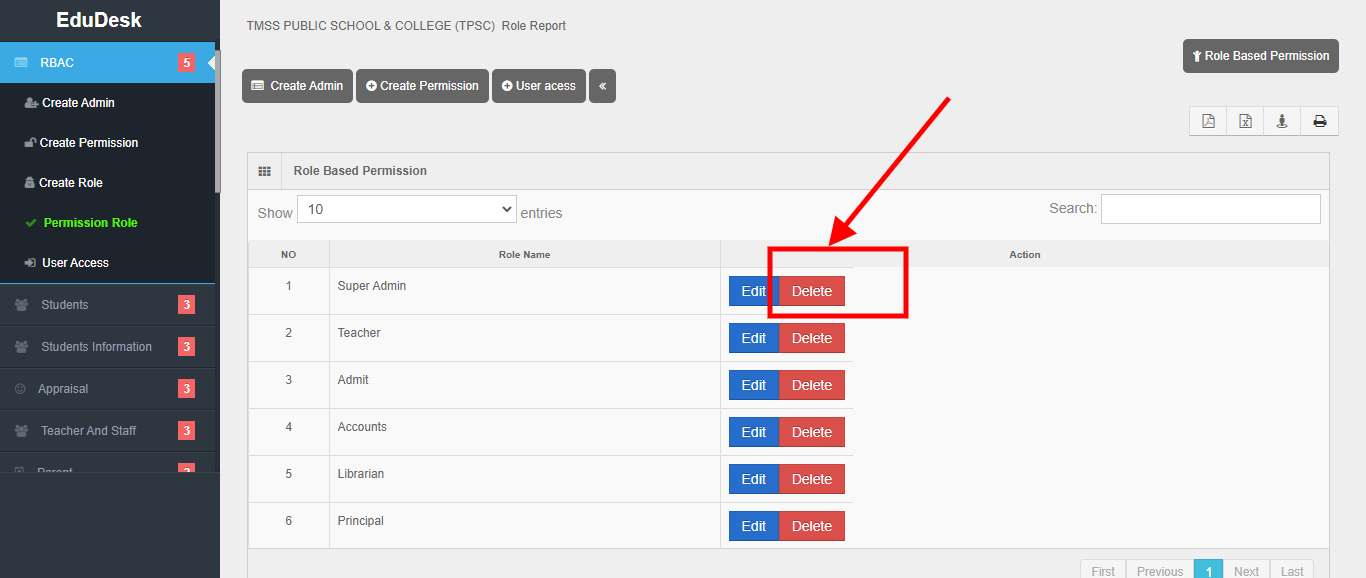 EduDesk
TMSS PUBLIC SCHOOL & COLLEGE (TPSC) Role Report
RBAC 5
Role Based Permission
Create Admin Create Permission User acess «
Create Admin
Create Permission
Create Role
Permission Role
User Access
Students 3
Students Information 3
Appraisal 3
Teacher And Staff 3
Parent
Role Based Permission
Show 10 entries
Search:
NO Role Name Action
1 Super Admin Edit Delete
2 Teacher Edit Delete
3 Admit Edit Delete
4 Accounts Edit Delete
5 Librarian Edit Delete
6 Principal Edit Delete
First Previous 1 Next Last